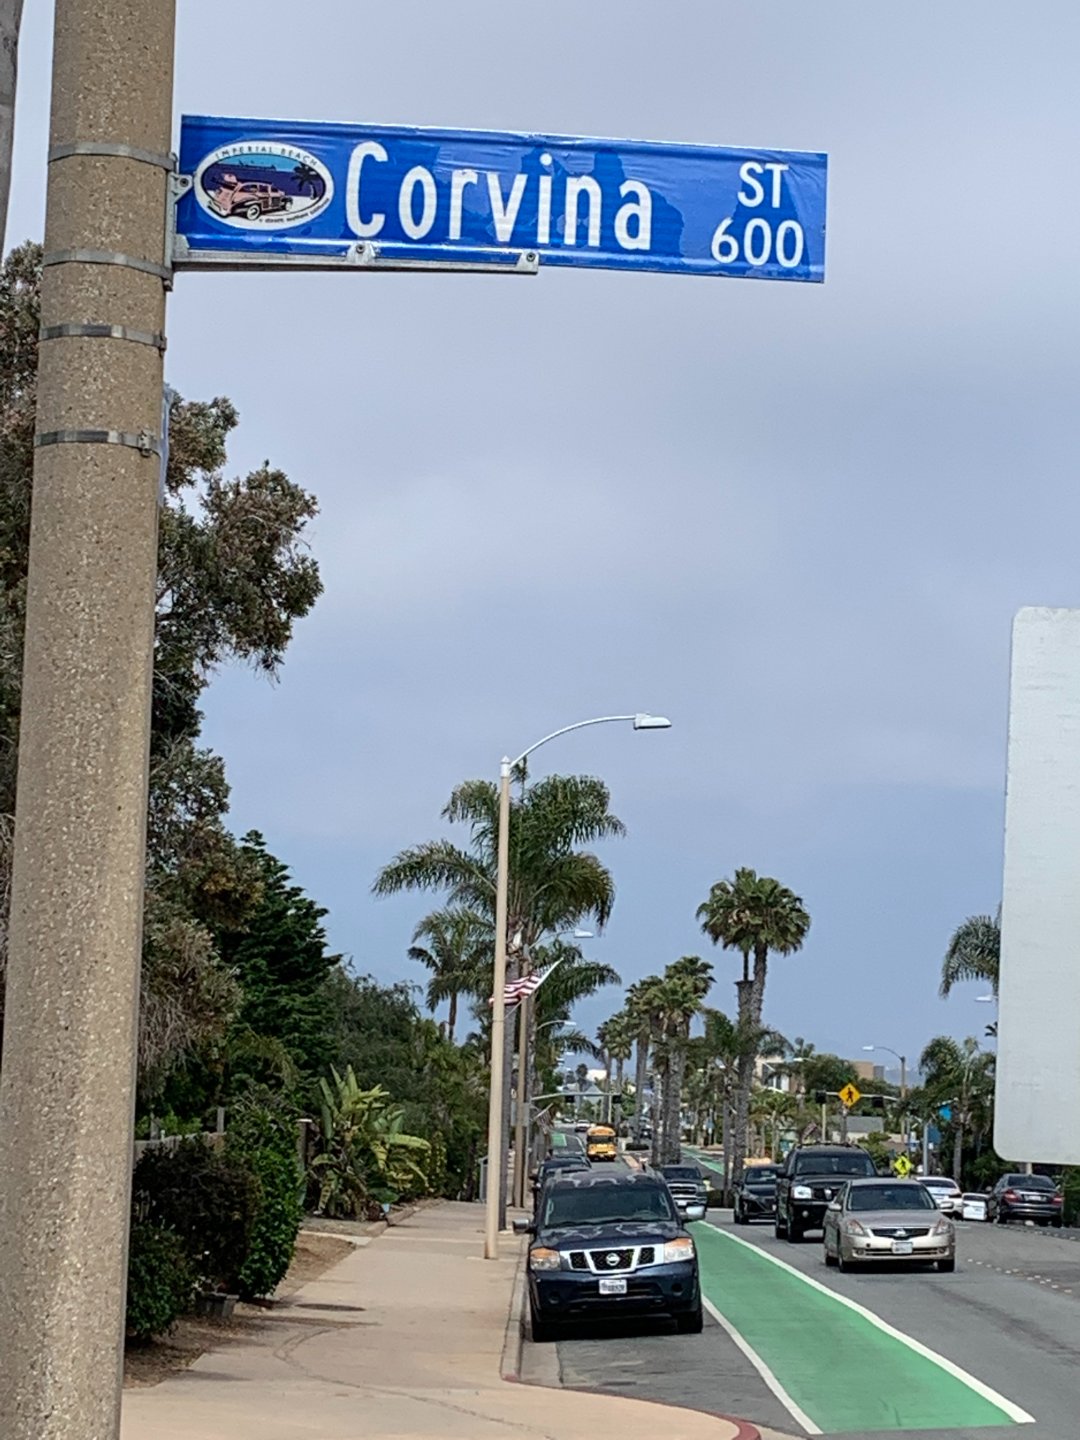 IMPERIAL BEACH
Corvina ST
600